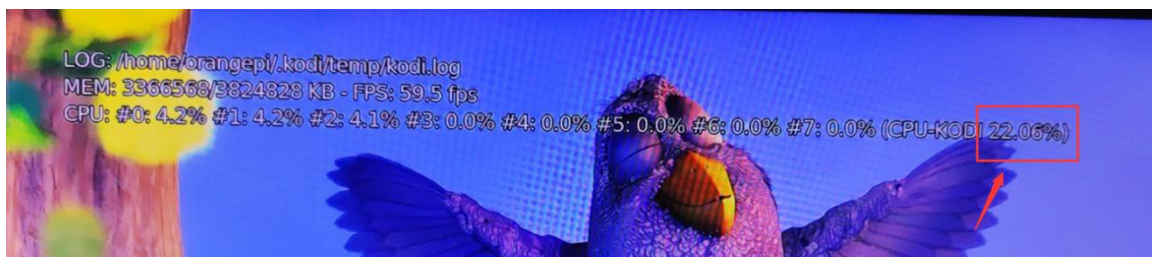 LOG: /home/orangepi/.kodi/temp/kodi.log
MEM: 3366568/3824828 KB - FPS: 59.5 fps
CPU: #0: 4.2% #1: 4.2% #2: 4.1% #3: 0.0% #4: 0.0% #5: 0.0% #6: 0.0% #7: 0.0% (CPU-KODI 22.06%)